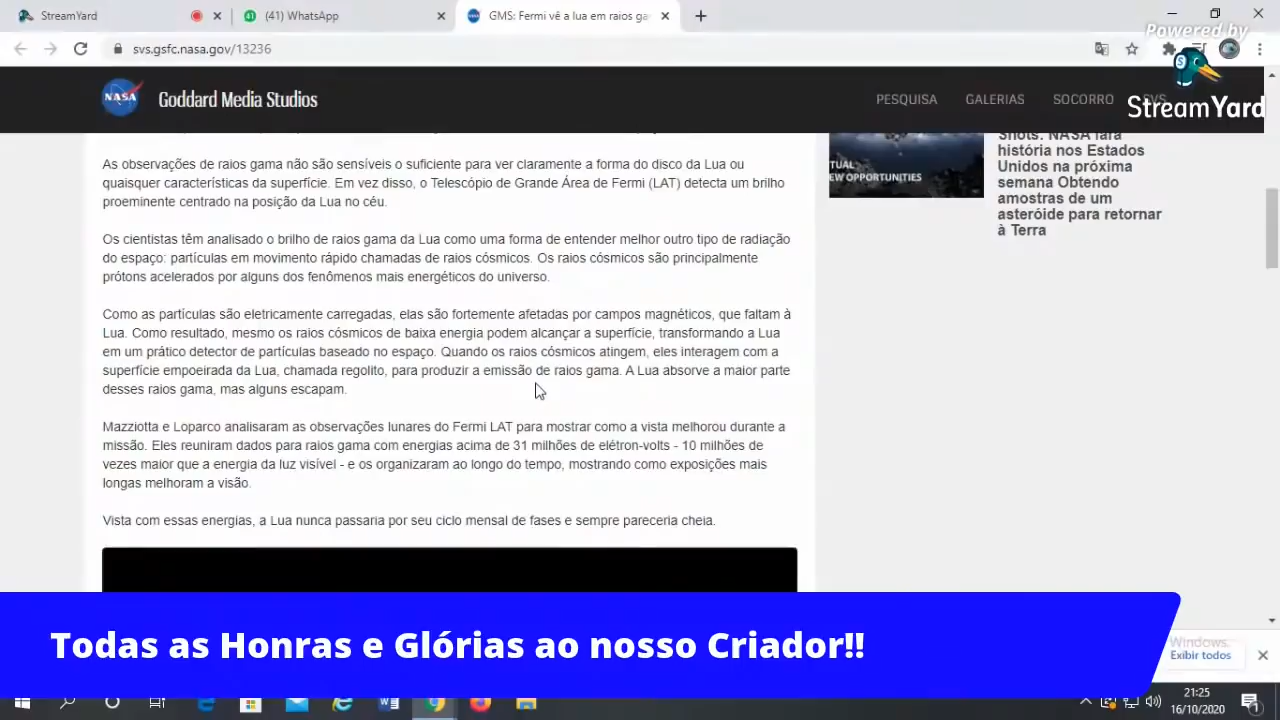 StreamYard
(41) WhatsApp
GMS: Fermi vê a lua em raios ga
svs.gsfc.nasa.gov/13236
Powered by
StreamYard
NASA
Goddard Media Studios
PESQUISA
GALERIAS
SOCORRO
SVS
As observações de raios gama não são sensíveis o suficiente para ver claramente a forma do disco da Lua ou
quaisquer características da superfície. Em vez disso, o Telescópio de Grande Área de Fermi (LAT) detecta um brilho
proeminente centrado na posição da Lua no céu.
Os cientistas têm analisado o brilho de raios gama da Lua como uma forma de entender melhor outro tipo de radiação
do espaço: partículas em movimento rápido chamadas de raios cósmicos. Os raios cósmicos são principalmente
prótons acelerados por alguns dos fenômenos mais energéticos do universo.
Como as partículas são eletricamente carregadas, elas são fortemente afetadas por campos magnéticos, que faltam à
Lua. Como resultado, mesmo os raios cósmicos de baixa energia podem alcançar a superfície, transformando a Lua
em um prático detector de partículas baseado no espaço. Quando os raios cósmicos atingem, eles interagem com a
superfície empoeirada da Lua, chamada regolito, para produzir a emissão de raios gama. A Lua absorve a maior parte
desses raios gama, mas alguns escapam.
Mazziotta e Loparco analisaram as observações lunares do Fermi LAT para mostrar como a vista melhorou durante a
missão. Eles reuniram dados para raios gama com energias acima de 31 milhões de elétron-volts - 10 milhões de
vezes maior que a energia da luz visível - e os organizaram ao longo do tempo, mostrando como exposições mais
longas melhoram a visão.
Vista com essas energias, a Lua nunca passaria por seu ciclo mensal de fases e sempre pareceria cheia.
TUAL
EW OPPORTUNITIES
Shots: NASA fará
história nos Estados
Unidos na próxima
semana Obtendo
amostras de um
asteróide para retornar
à Terra
Todas as Honras e Glórias ao nosso Criador!!
Windows.
Exibir todos
21:25
16/10/2020